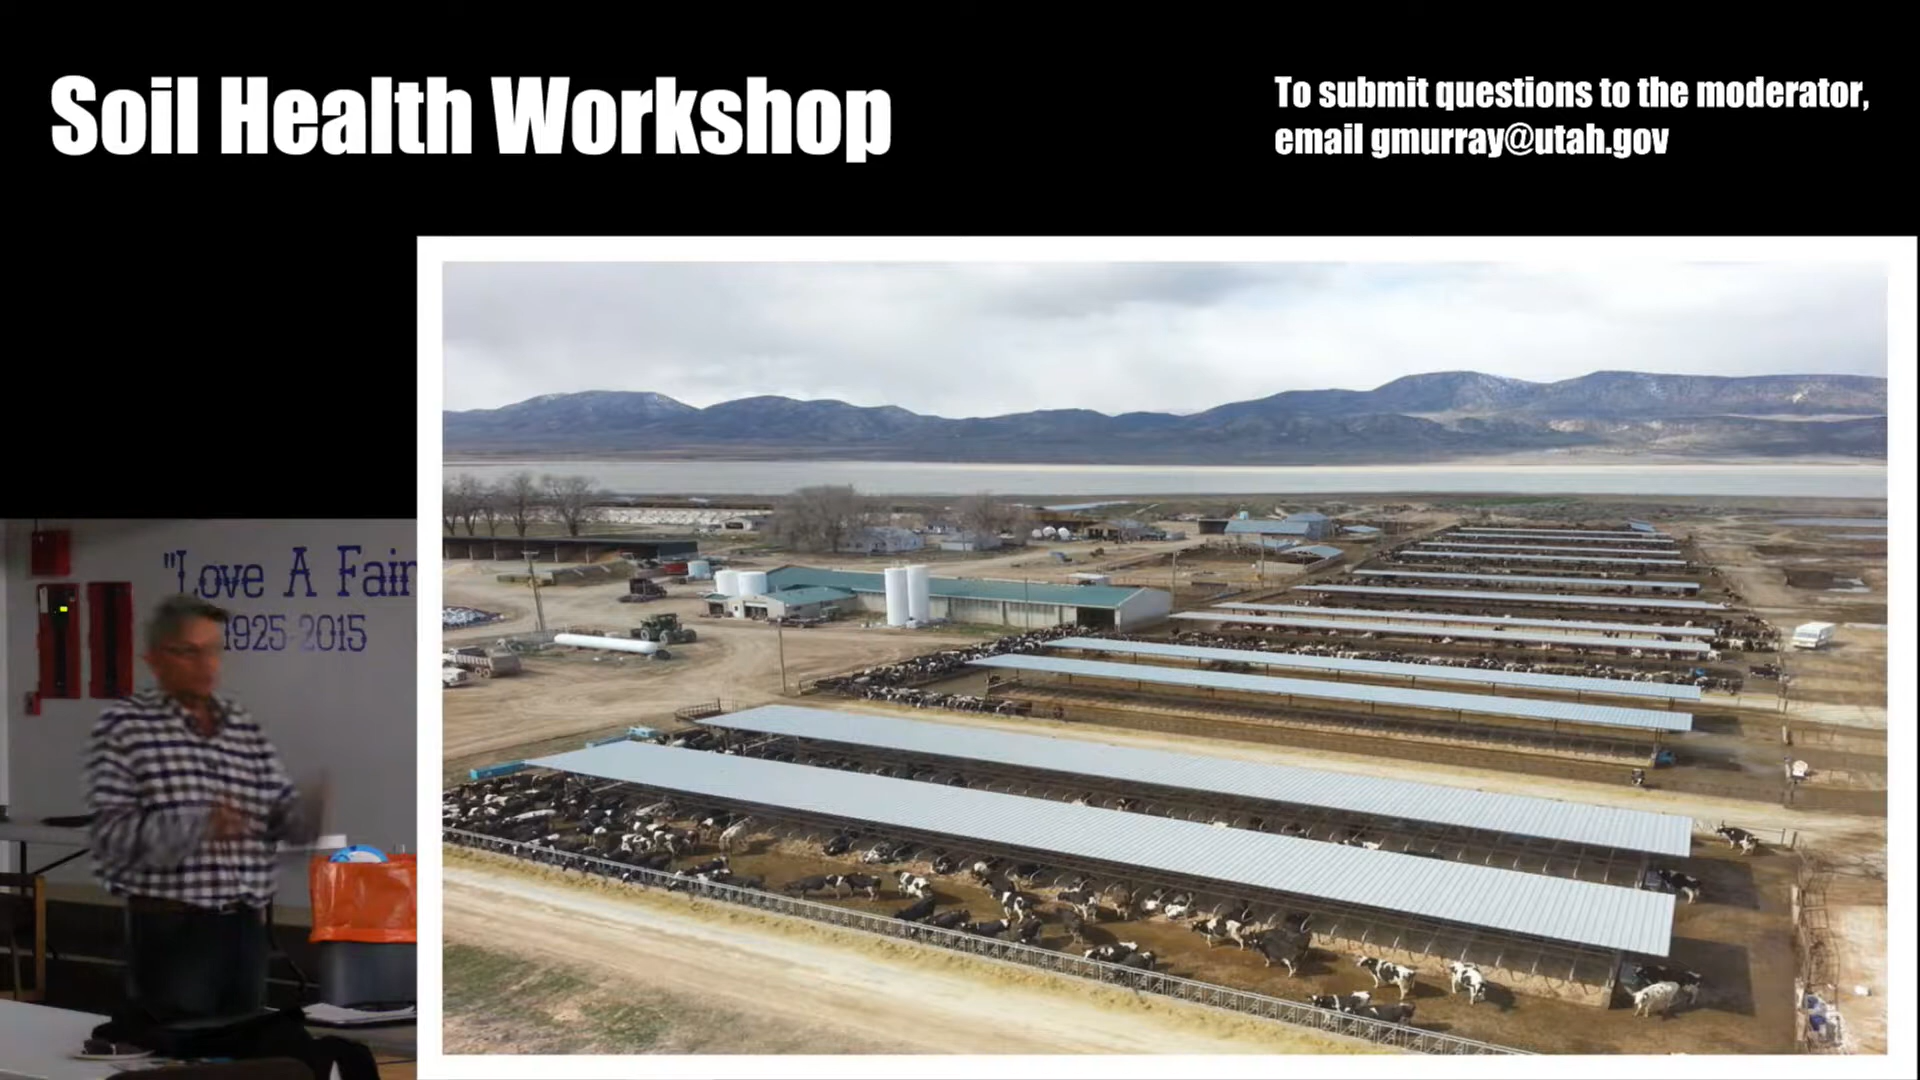 Soil Health Workshop
To submit questions to the moderator,
email gmurray@utah.gov
"Love A Fair
1925-2015